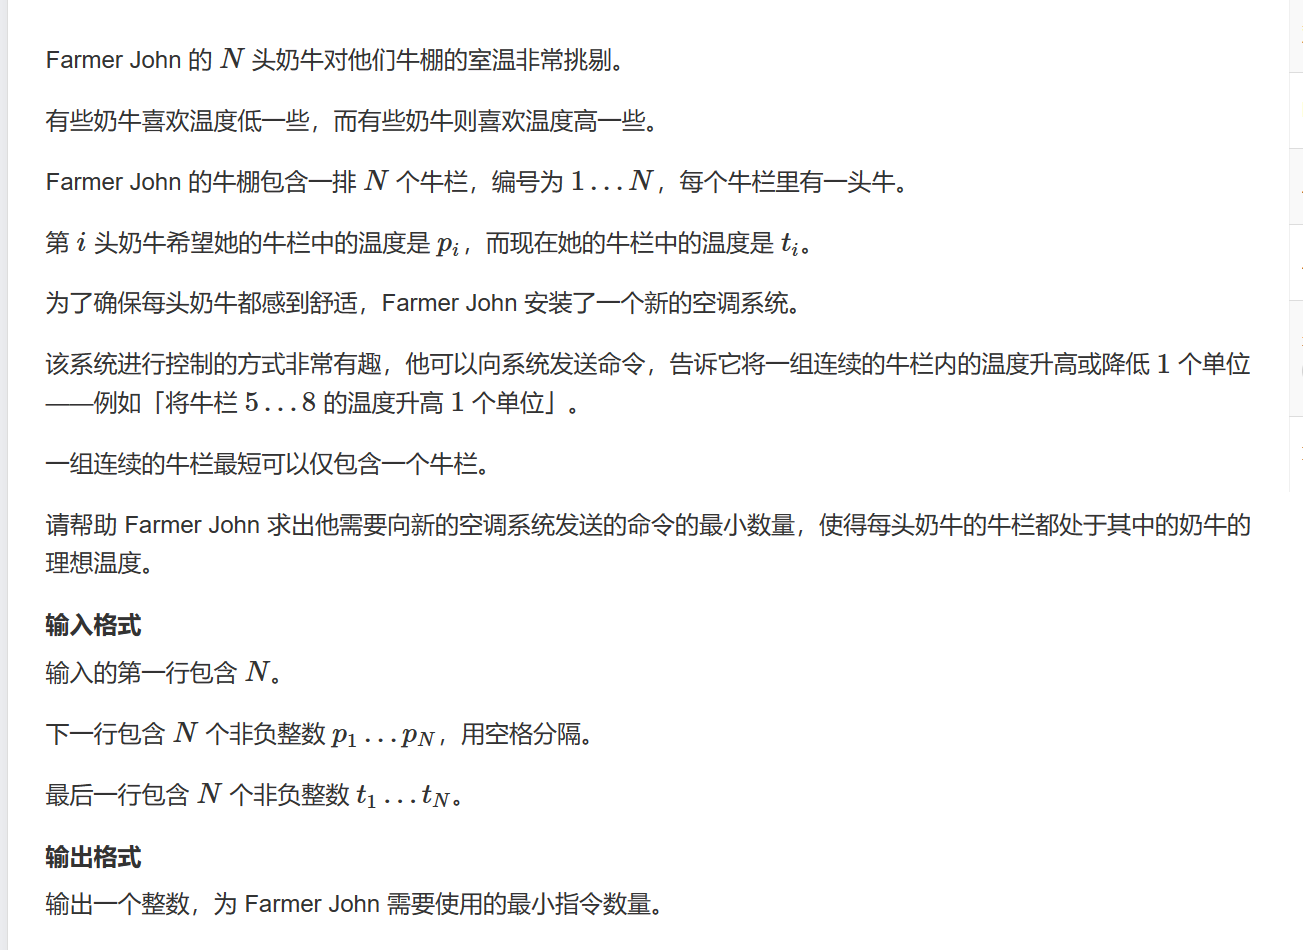 Farmer John 的 N 头奶牛对他们牛棚的室温非常挑剔。
有些奶牛喜欢温度低一些，而有些奶牛则喜欢温度高一些。
Farmer John 的牛棚包含一排 N 个牛栏，编号为 1…N，每个牛栏里有一头牛。
第 i 头奶牛希望她的牛栏中的温度是 pᵢ，而现在她的牛栏中的温度是 tᵢ。
为了确保每头奶牛都感到舒适，Farmer John 安装了一个新的空调系统。
该系统进行控制的方式非常有趣，他可以向系统发送命令，告诉它将一组连续的牛栏内的温度升高或降低 1 个单位
——例如「将牛栏 5…8 的温度升高 1 个单位」。
一组连续的牛栏最短可以仅包含一个牛栏。
请帮助 Farmer John 求出他需要向新的空调系统发送的命令的最小数量，使得每头奶牛的牛栏都处于其中的奶牛的
理想温度。
输入格式
输入的第一行包含 N。
下一行包含 N 个非负整数 p₁…p_N，用空格分隔。
最后一行包含 N 个非负整数 t₁…t_N。
输出格式
输出一个整数，为 Farmer John 需要使用的最小指令数量。